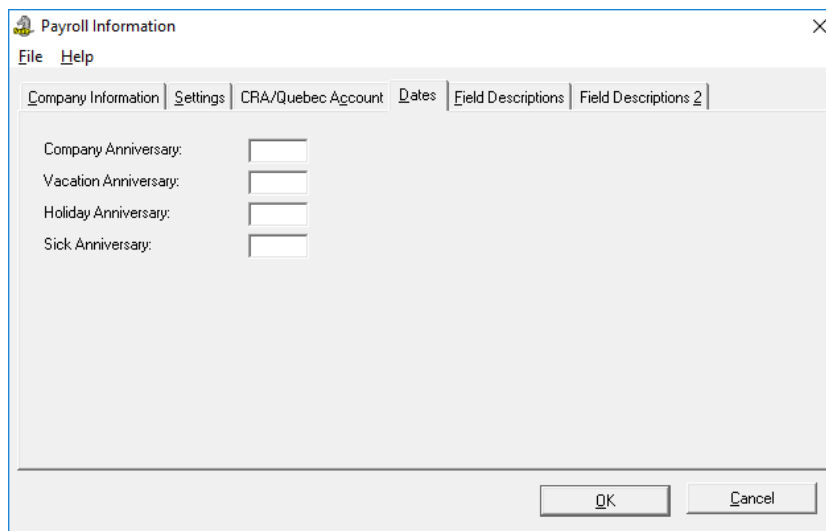 Payroll Information
File Help
Company Information Settings CRA/Quebec Account Dates Field Descriptions Field Descriptions 2
Company Anniversary:
Vacation Anniversary:
Holiday Anniversary:
Sick Anniversary:
OK Cancel